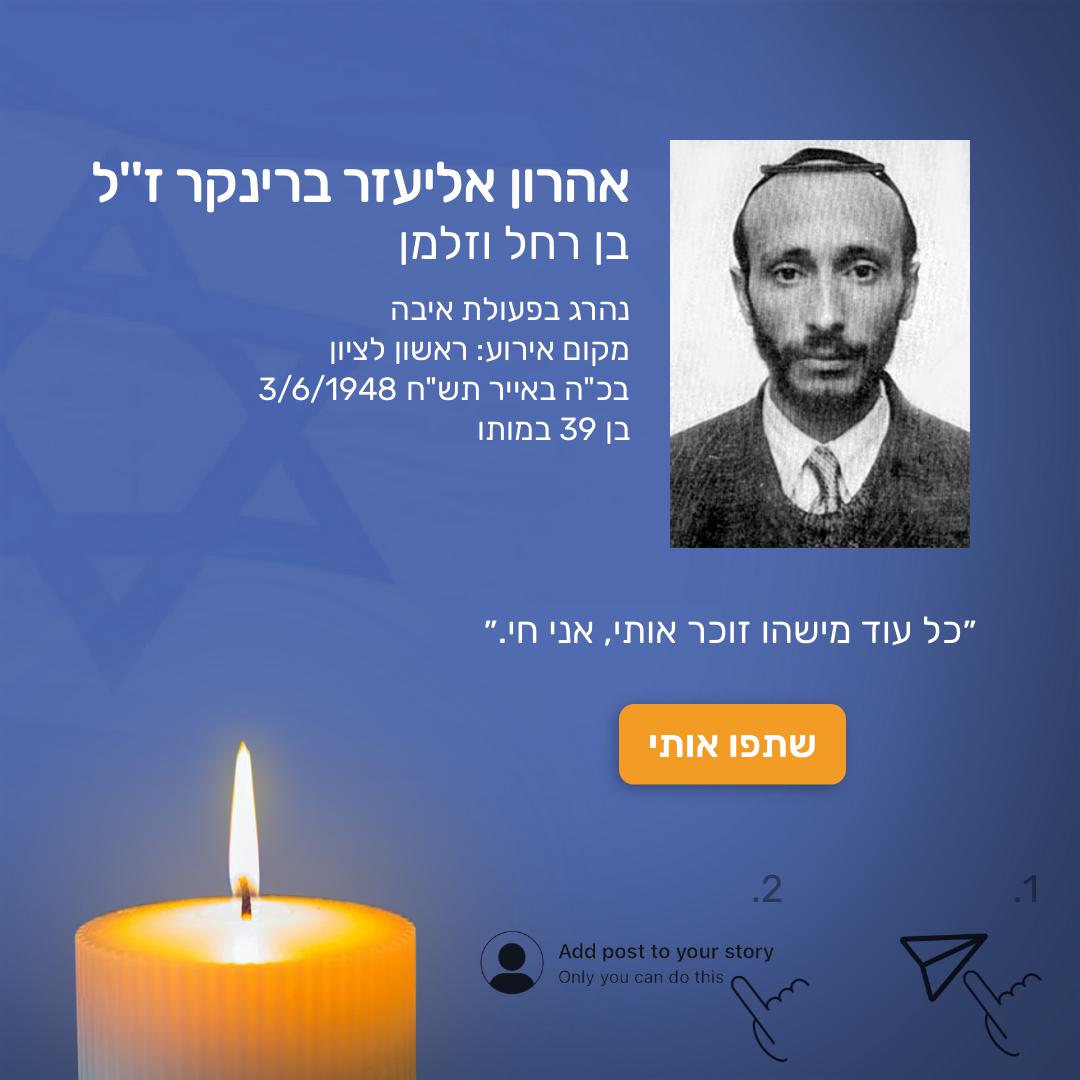 אהרון אליעזר ברינקר ז"ל
בן רחל וזלמן
נהרג בפעולת איבה
מקום אירוע: ראשון לציון
בכ"ה באייר תש"ח 3/6/1948
בן 39 במותו
״כל עוד מישהו זוכר אותי, אני חי.״
שתפו אותי
1.
2.
Add post to your story
Only you can do this